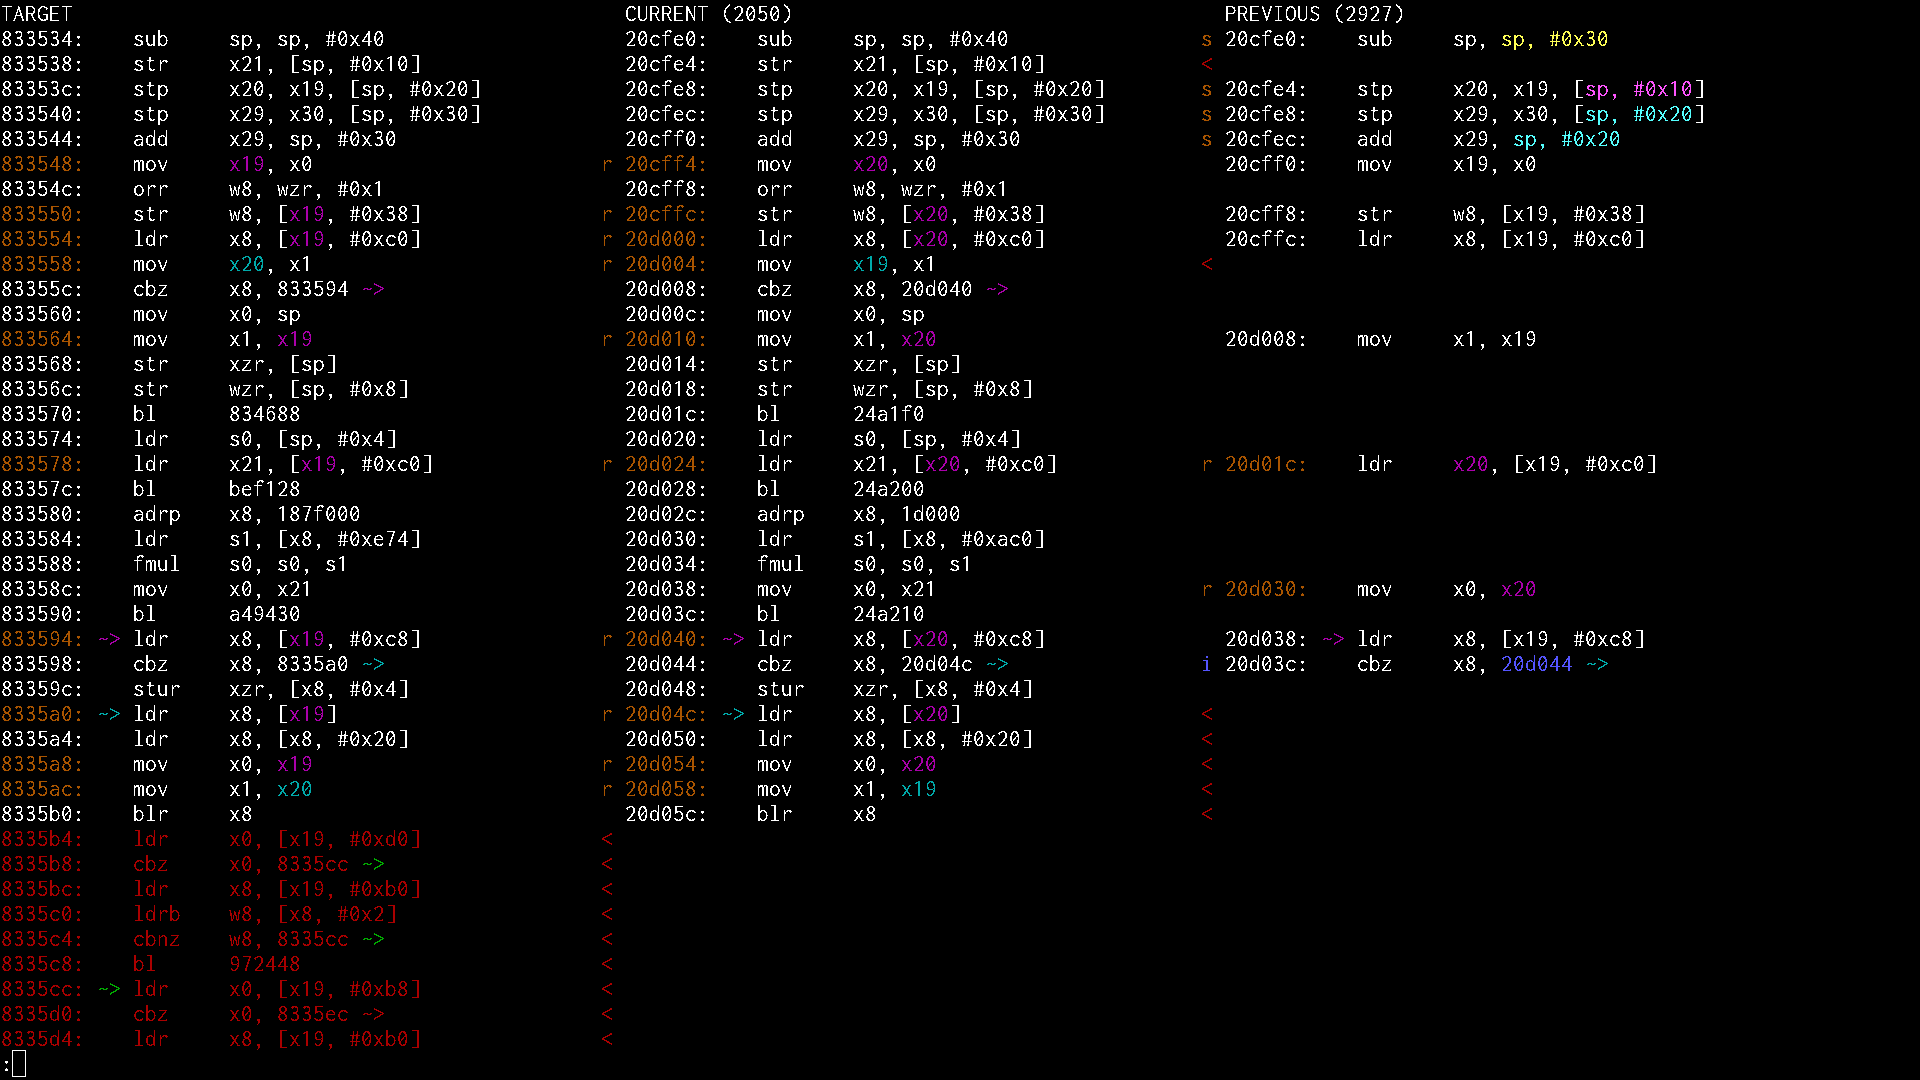 TARGET CURRENT (2050) PREVIOUS (2927)
833534: sub sp, sp, #0x40 20cfe0: sub sp, sp, #0x40 s 20cfe0: sub sp, sp, #0x30
833538: str x21, [sp, #0x10] 20cfe4: str x21, [sp, #0x10] <
83353c: stp x20, x19, [sp, #0x20] 20cfe8: stp x20, x19, [sp, #0x20] s 20cfe4: stp x20, x19, [sp, #0x10]
833540: stp x29, x30, [sp, #0x30] 20cfec: stp x29, x30, [sp, #0x30] s 20cfe8: stp x29, x30, [sp, #0x20]
833544: add x29, sp, #0x30 20cff0: add x29, sp, #0x30 s 20cfec: add x29, sp, #0x20
833548: mov x19, x0 r 20cff4: mov x20, x0 20cff0: mov x19, x0
83354c: orr w8, wzr, #0x1 20cff8: orr w8, wzr, #0x1
833550: str w8, [x19, #0x38] r 20cffc: str w8, [x20, #0x38] 20cff8: str w8, [x19, #0x38]
833554: ldr x8, [x19, #0xc0] r 20d000: ldr x8, [x20, #0xc0] 20cffc: ldr x8, [x19, #0xc0]
833558: mov x20, x1 r 20d004: mov x19, x1 <
83355c: cbz x8, 833594 ~> 20d008: cbz x8, 20d040 ~>
833560: mov x0, sp 20d00c: mov x0, sp
833564: mov x1, x19 r 20d010: mov x1, x20 20d008: mov x1, x19
833568: str xzr, [sp] 20d014: str xzr, [sp]
83356c: str wzr, [sp, #0x8] 20d018: str wzr, [sp, #0x8]
833570: bl 834688 20d01c: bl 24a1f0
833574: ldr s0, [sp, #0x4] 20d020: ldr s0, [sp, #0x4]
833578: ldr x21, [x19, #0xc0] r 20d024: ldr x21, [x20, #0xc0] r 20d01c: ldr x20, [x19, #0xc0]
83357c: bl bef128 20d028: bl 24a200
833580: adrp x8, 187f000 20d02c: adrp x8, 1d000
833584: ldr s1, [x8, #0xe74] 20d030: ldr s1, [x8, #0xac0]
833588: fmul s0, s0, s1 20d034: fmul s0, s0, s1
83358c: mov x0, x21 20d038: mov x0, x21 r 20d030: mov x0, x20
833590: bl a49430 20d03c: bl 24a210
833594: ~> ldr x8, [x19, #0xc8] r 20d040: ~> ldr x8, [x20, #0xc8] 20d038: ~> ldr x8, [x19, #0xc8]
833598: cbz x8, 8335a0 ~> 20d044: cbz x8, 20d04c ~> i 20d03c: cbz x8, 20d044 ~>
83359c: stur xzr, [x8, #0x4] 20d048: stur xzr, [x8, #0x4]
8335a0: ~> ldr x8, [x19] r 20d04c: ~> ldr x8, [x20] <
8335a4: ldr x8, [x8, #0x20] 20d050: ldr x8, [x8, #0x20] <
8335a8: mov x0, x19 r 20d054: mov x0, x20 <
8335ac: mov x1, x20 r 20d058: mov x1, x19 <
8335b0: blr x8 20d05c: blr x8 <
8335b4: ldr x0, [x19, #0xd0] <
8335b8: cbz x0, 8335cc ~> <
8335bc: ldr x8, [x19, #0xb0] <
8335c0: ldrb w8, [x8, #0x2] <
8335c4: cbnz w8, 8335cc ~> <
8335c8: bl 972448 <
8335cc: ~> ldr x0, [x19, #0xb8] <
8335d0: cbz x0, 8335ec ~> <
8335d4: ldr x8, [x19, #0xb0] <
: